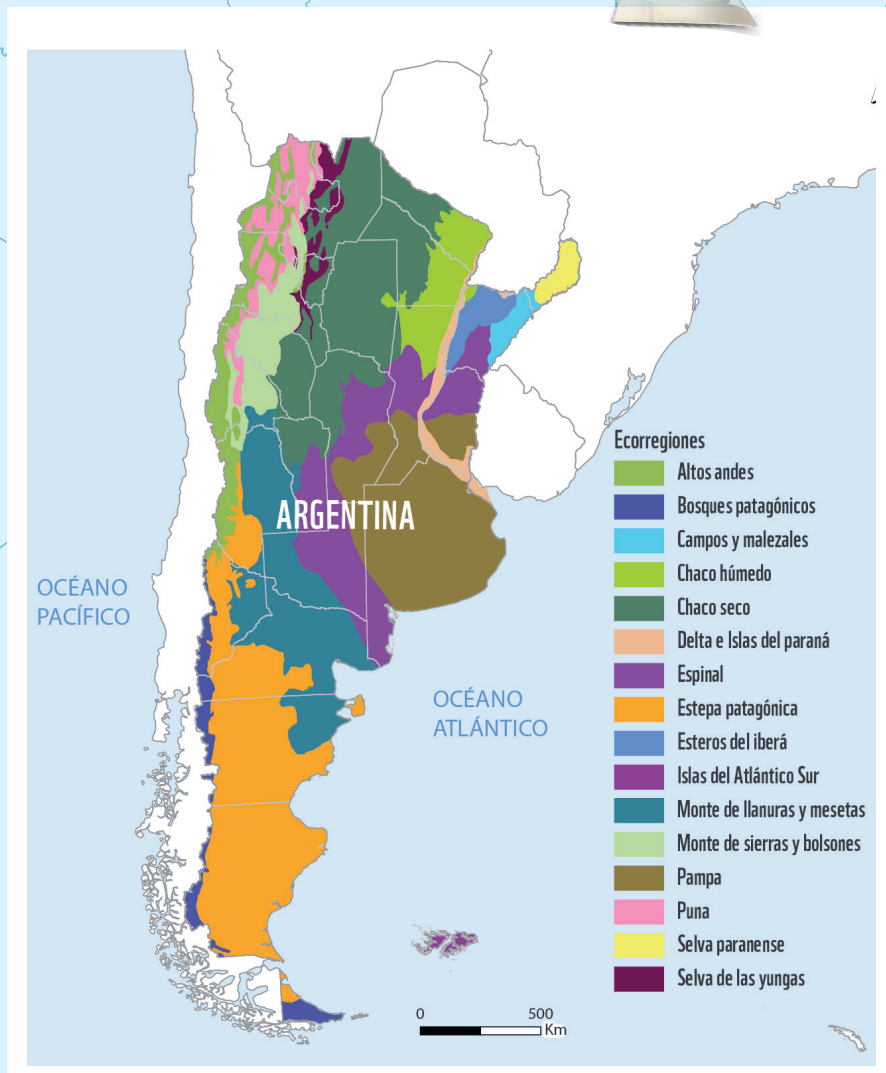 ARGENTINA
OCÉANO
PACÍFICO
OCÉANO
ATLÁNTICO
Ecorregiones
Altos andes
Bosques patagónicos
Campos y malezales
Chaco húmedo
Chaco seco
Delta e Islas del paraná
Espinal
Estepa patagónica
Esteros del iberá
Islas del Atlántico Sur
Monte de llanuras y mesetas
Monte de sierras y bolsones
Pampa
Puna
Selva paranense
Selva de las yungas
0 500
Km